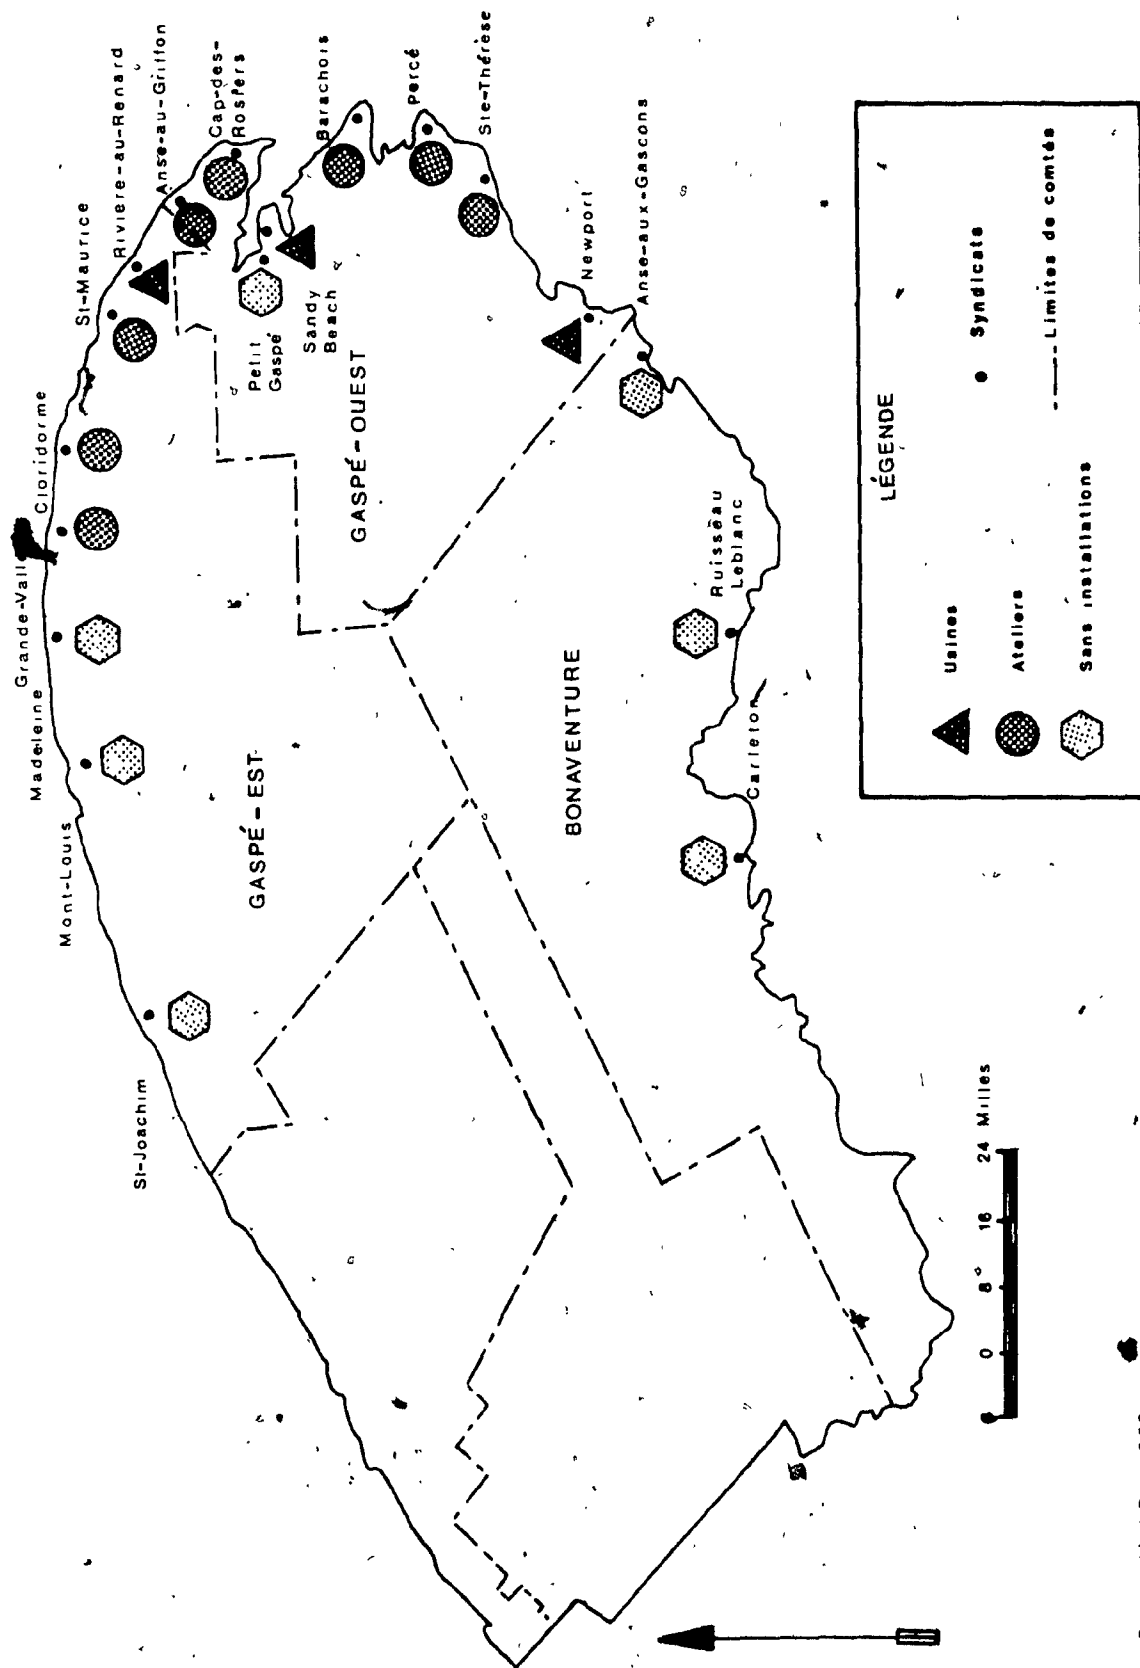 St-Joachim
Mont-Louis
Madeleine
Grande-Vall
Cloridorme
St-Maurice
Rivière-au-Renard
Anse-au-Griffon
Cap-des-
Rosiers
Petit
Gaspé
Sandy
Beach
Barachois
Percé
Ste-Thérèse
Newport
Anse-aux-Gascons
Ruisseau
Leblanc
Carleton
GASPÉ-EST
GASPÉ-OUEST
BONAVENTURE
0 8 16 24 Milles
LÉGENDE
Usines
Ateliers
Sans installations
Syndicats
Limites de comtés